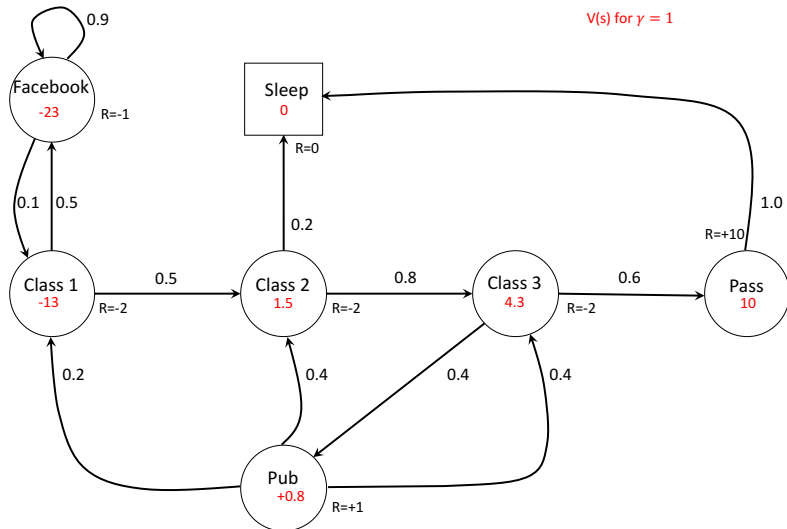 0.9
V(s) for γ = 1
Facebook
-23
R=-1
Sleep
0
R=0
0.1
0.5
0.2
1.0
R=+10
Class 1
-13
R=-2
0.5
Class 2
1.5
R=-2
0.8
Class 3
4.3
R=-2
0.6
Pass
10
0.2
0.4
0.4
0.4
Pub
+0.8
R=+1